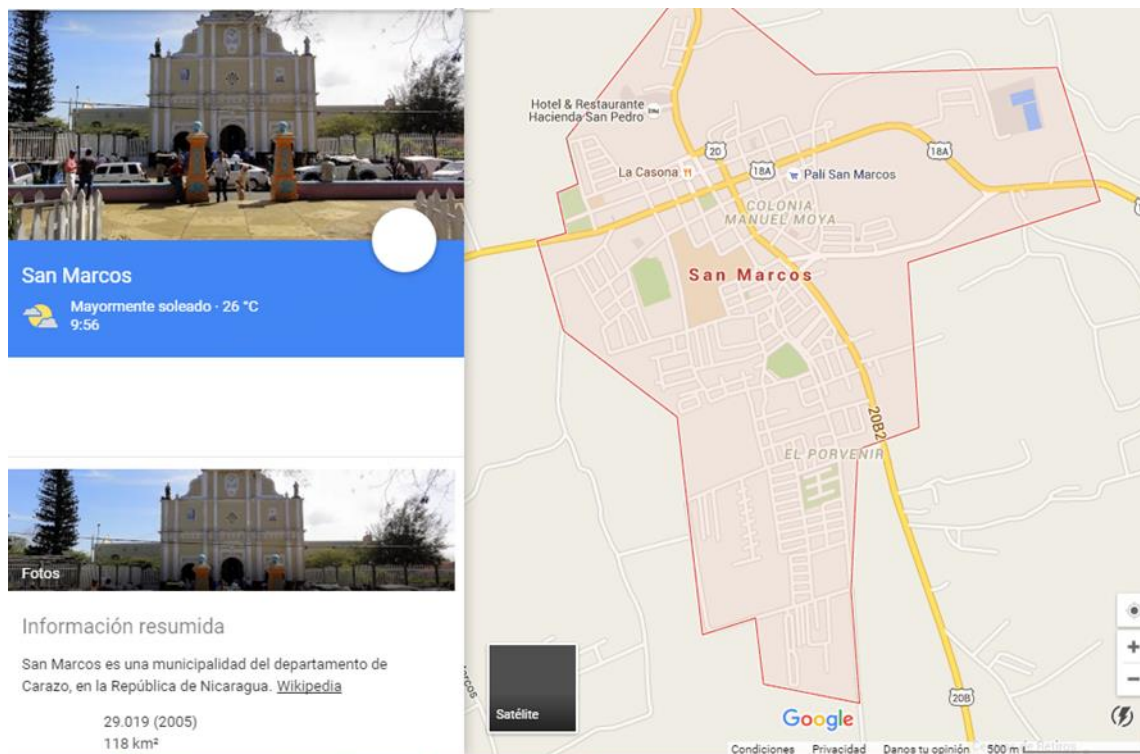 San Marcos
Mayormente soleado · 26 °C
9:56
Fotos
Información resumida
San Marcos es una municipalidad del departamento de
Carazo, en la República de Nicaragua. Wikipedia
29.019 (2005)
118 km²
Hotel & Restaurante
Hacienda San Pedro
La Casona
20
18A
Palí San Marcos
18A
COLONIA
MANUEL MOYA
San Marcos
20B2
EL PORVENIR
20B
Satélite
Google
Condiciones Privacidad Danos tu opinión 500 m